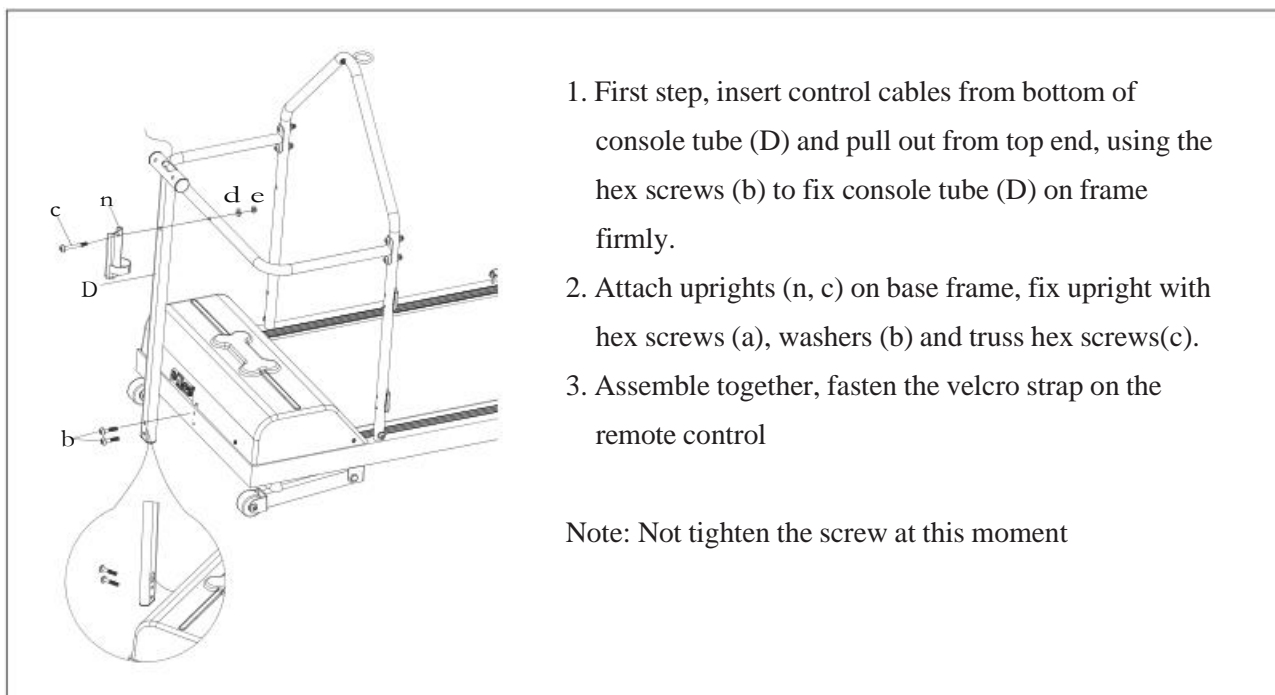 1. First step, insert control cables from bottom of
console tube (D) and pull out from top end, using the
hex screws (b) to fix console tube (D) on frame
firmly.
2. Attach uprights (n, c) on base frame, fix upright with
hex screws (a), washers (b) and truss hex screws(c).
3. Assemble together, fasten the velcro strap on the
remote control
Note: Not tighten the screw at this moment
c
n
d e
D
b